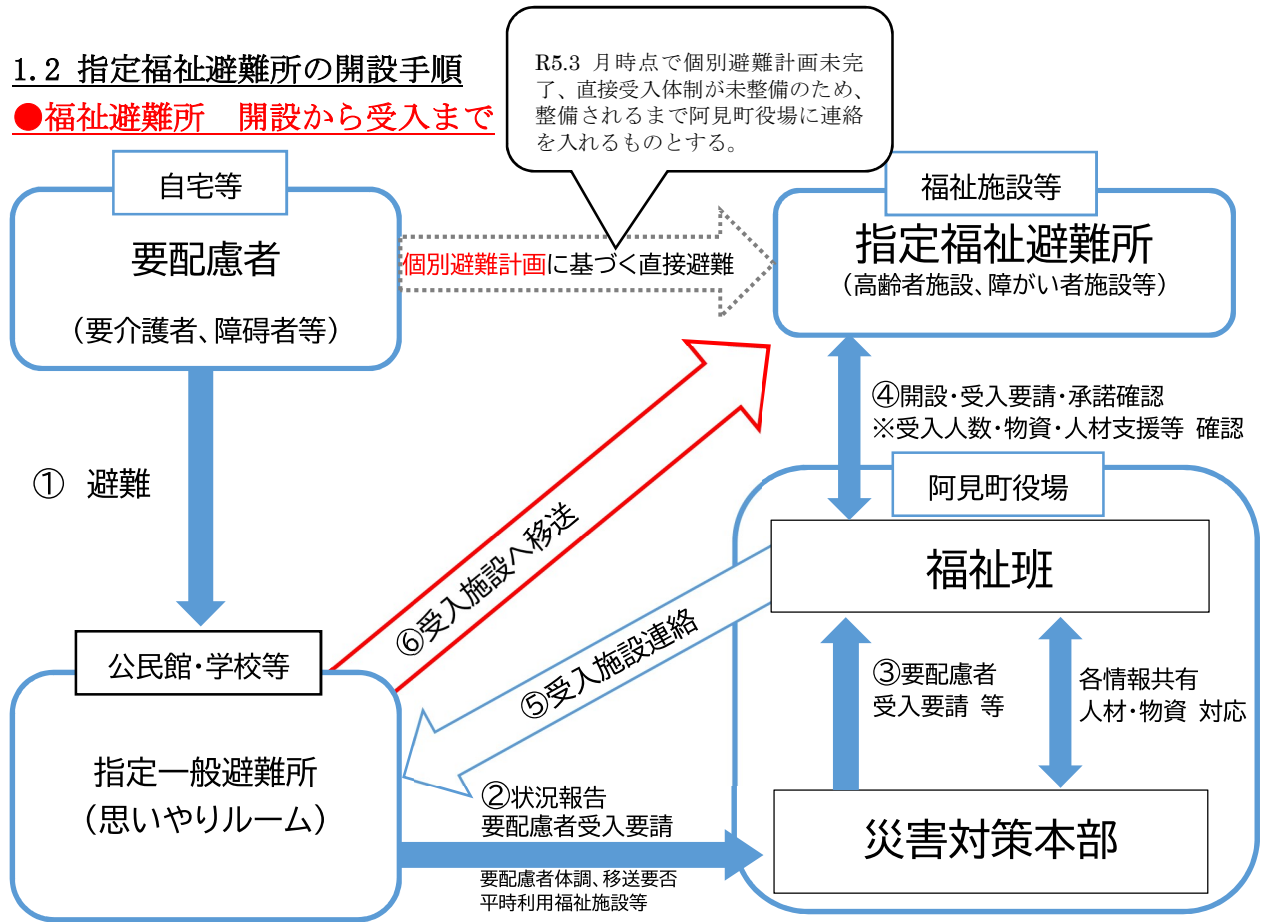 1.2 指定福祉避難所の開設手順
●福祉避難所　開設から受入まで
R5.3 月時点で個別避難計画未完
了、直接受入体制が未整備のため、
整備されるまで阿見町役場に連絡
を入れるものとする。
自宅等
要配慮者
（要介護者、障碍者等）
個別避難計画に基づく直接避難
福祉施設等
指定福祉避難所
（高齢者施設、障がい者施設等）
④開設・受入要請・承諾確認
※受入人数・物資・人材支援等 確認
①　避難
阿見町役場
福祉班
⑥受入施設へ移送
⑤受入施設連絡
③要配慮者
受入要請 等
各情報共有
人材・物資 対応
公民館・学校等
指定一般避難所
（思いやりルーム）
②状況報告
要配慮者受入要請
要配慮者体調、移送要否
平時利用福祉施設等
災害対策本部